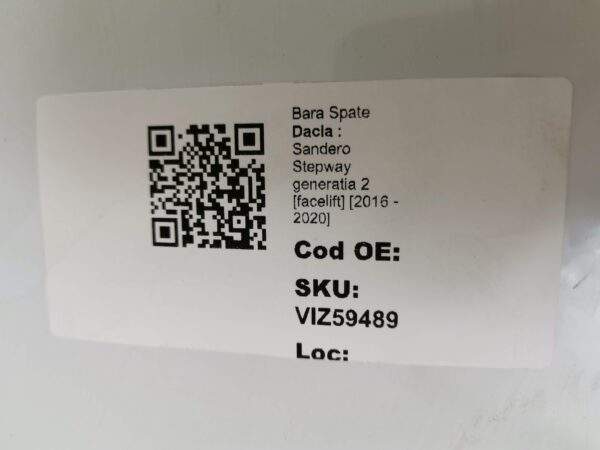 Bara Spate
Dacia :
Sandero
Stepway
generatia 2
[facelift] [2016 -
2020]
Cod OE:
SKU:
VIZ59489
Loc: